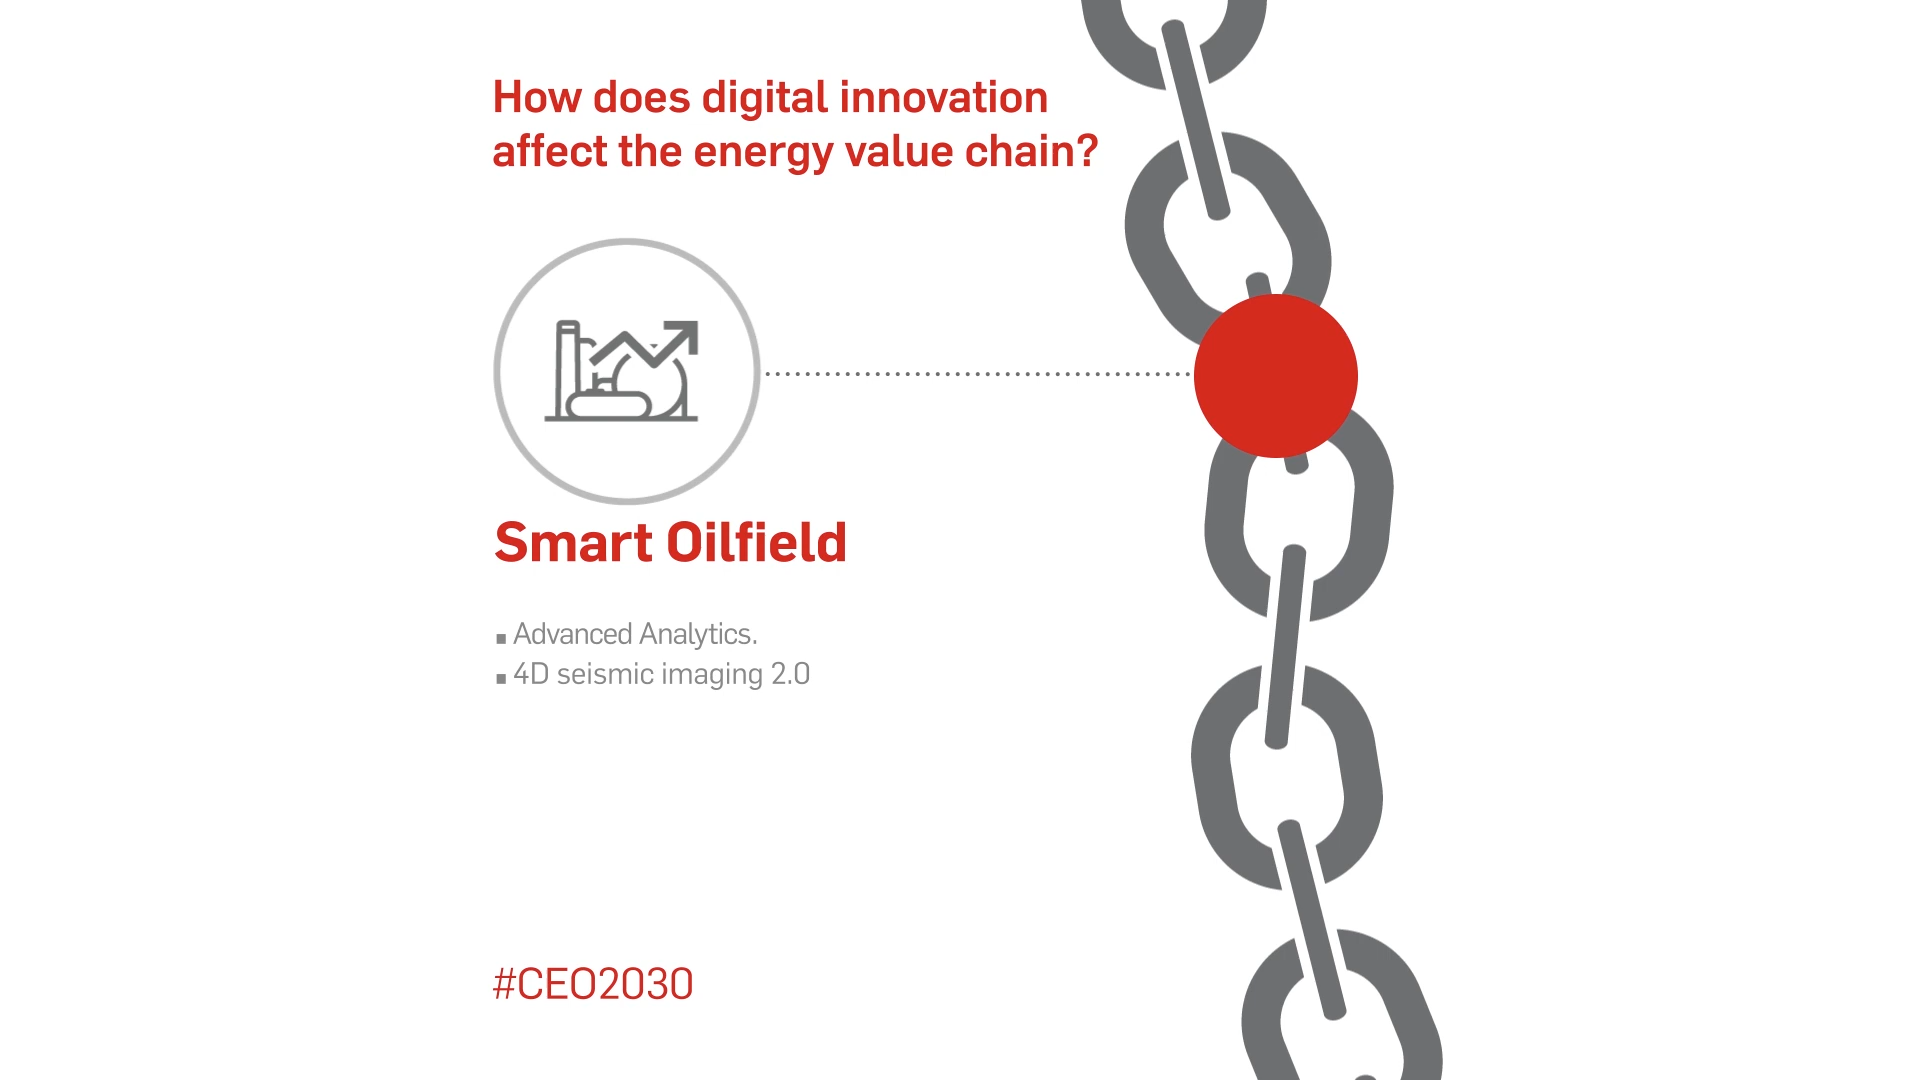 How does digital innovation
affect the energy value chain?
Smart Oilfield
▪ Advanced Analytics.
▪ 4D seismic imaging 2.0
#CEO2030